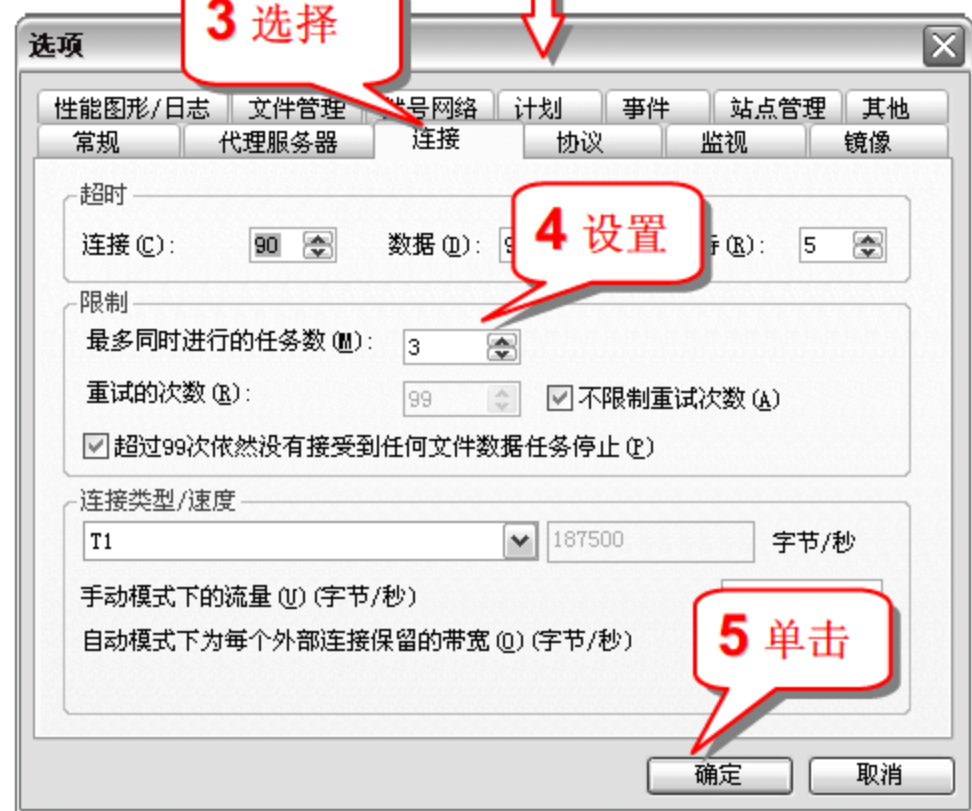 3 选择
选项
性能图形/日志 文件管理 号网络 计划 事件 站点管理 其他
常规 代理服务器 连接 协议 监视 镜像
超时
连接(C): 90 数据(D): 9 4 设置 (R): 5
限制
最多同时进行的任务数(M): 3
重试的次数(R): 99 不限制重试次数(A)
超过99次依然没有接受到任何文件数据任务停止(P)
连接类型/速度
T1 187500 字节/秒
手动模式下的流量(U)(字节/秒)
自动模式下为每个外部连接保留的带宽(O)(字节/秒)
5 单击
确定 取消